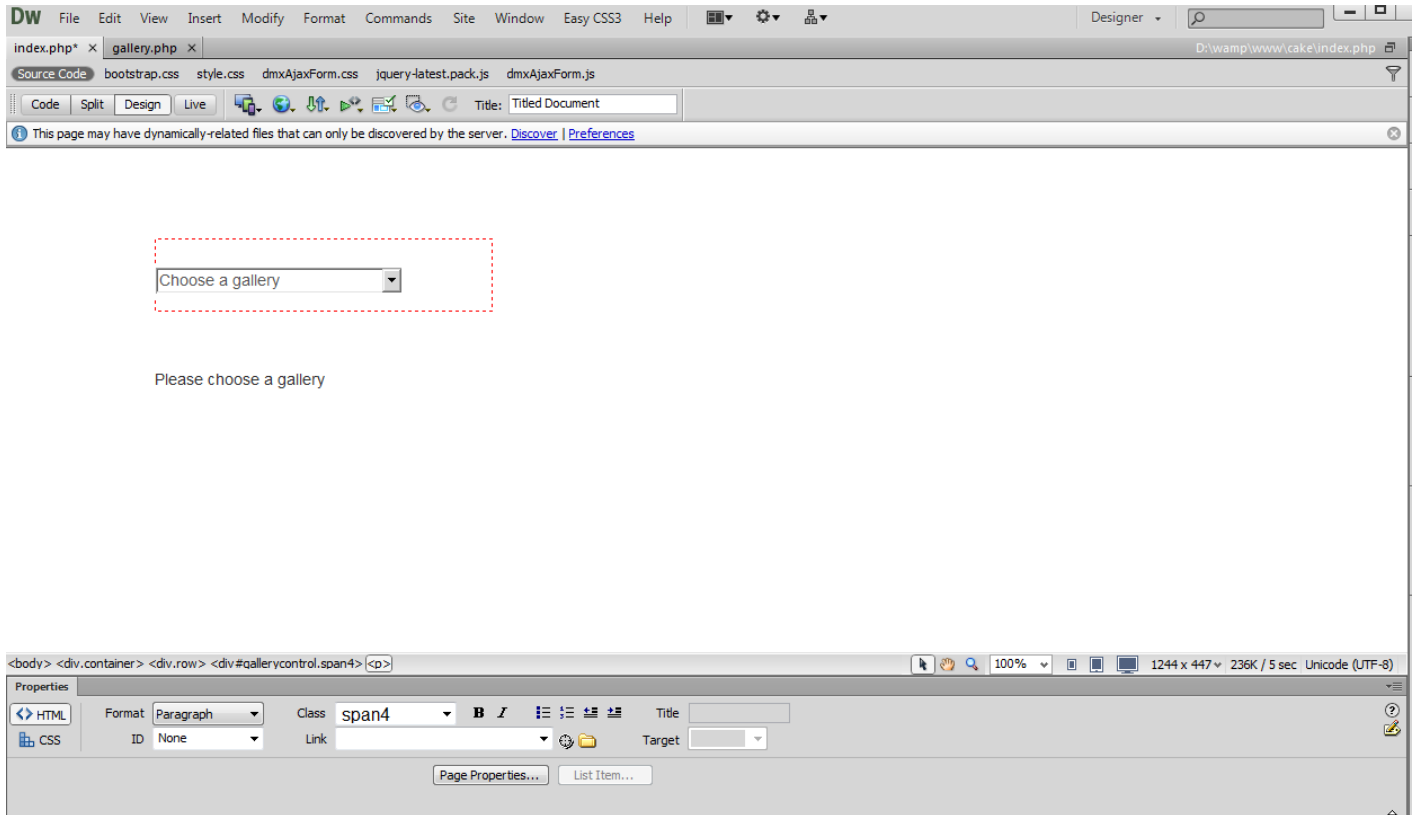 DW File Edit View Insert Modify Format Commands Site Window Easy CSS3 Help Designer
index.php* gallery.php D:\wamp\www\cake\index.php
Source Code bootstrap.css style.css dmxAjaxForm.css jquery-latest.pack.js dmxAjaxForm.js
Code Split Design Live Title: Titled Document
This page may have dynamically-related files that can only be discovered by the server. Discover | Preferences
Choose a gallery
Please choose a gallery
<body> <div.container> <div.row> <div#gallerycontrol.span4> <p> 100% 1244 x 447 236K / 5 sec Unicode (UTF-8)
Properties
<> HTML Format Paragraph Class span4 B I Title
CSS ID None Link Target
Page Properties... List Item...